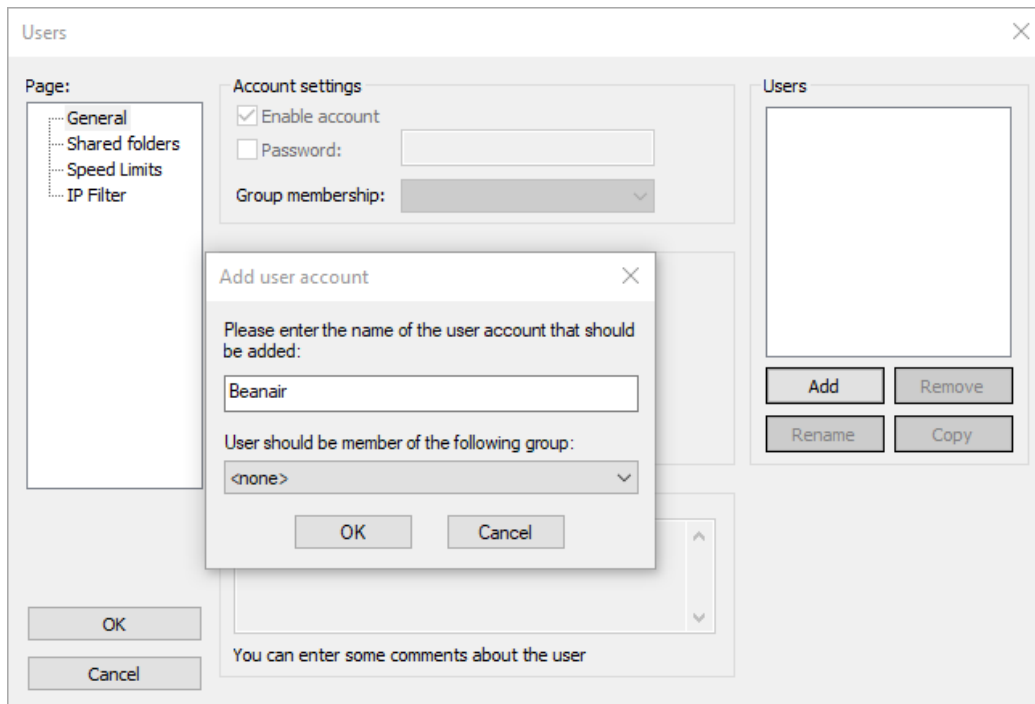 Users
Page:
General
Shared folders
Speed Limits
IP Filter
Account settings
Enable account
Password:
Group membership:
Users
Add
Remove
Rename
Copy
Add user account
Please enter the name of the user account that should
be added:
Beanair
User should be member of the following group:
<none>
OK
Cancel
You can enter some comments about the user
OK
Cancel